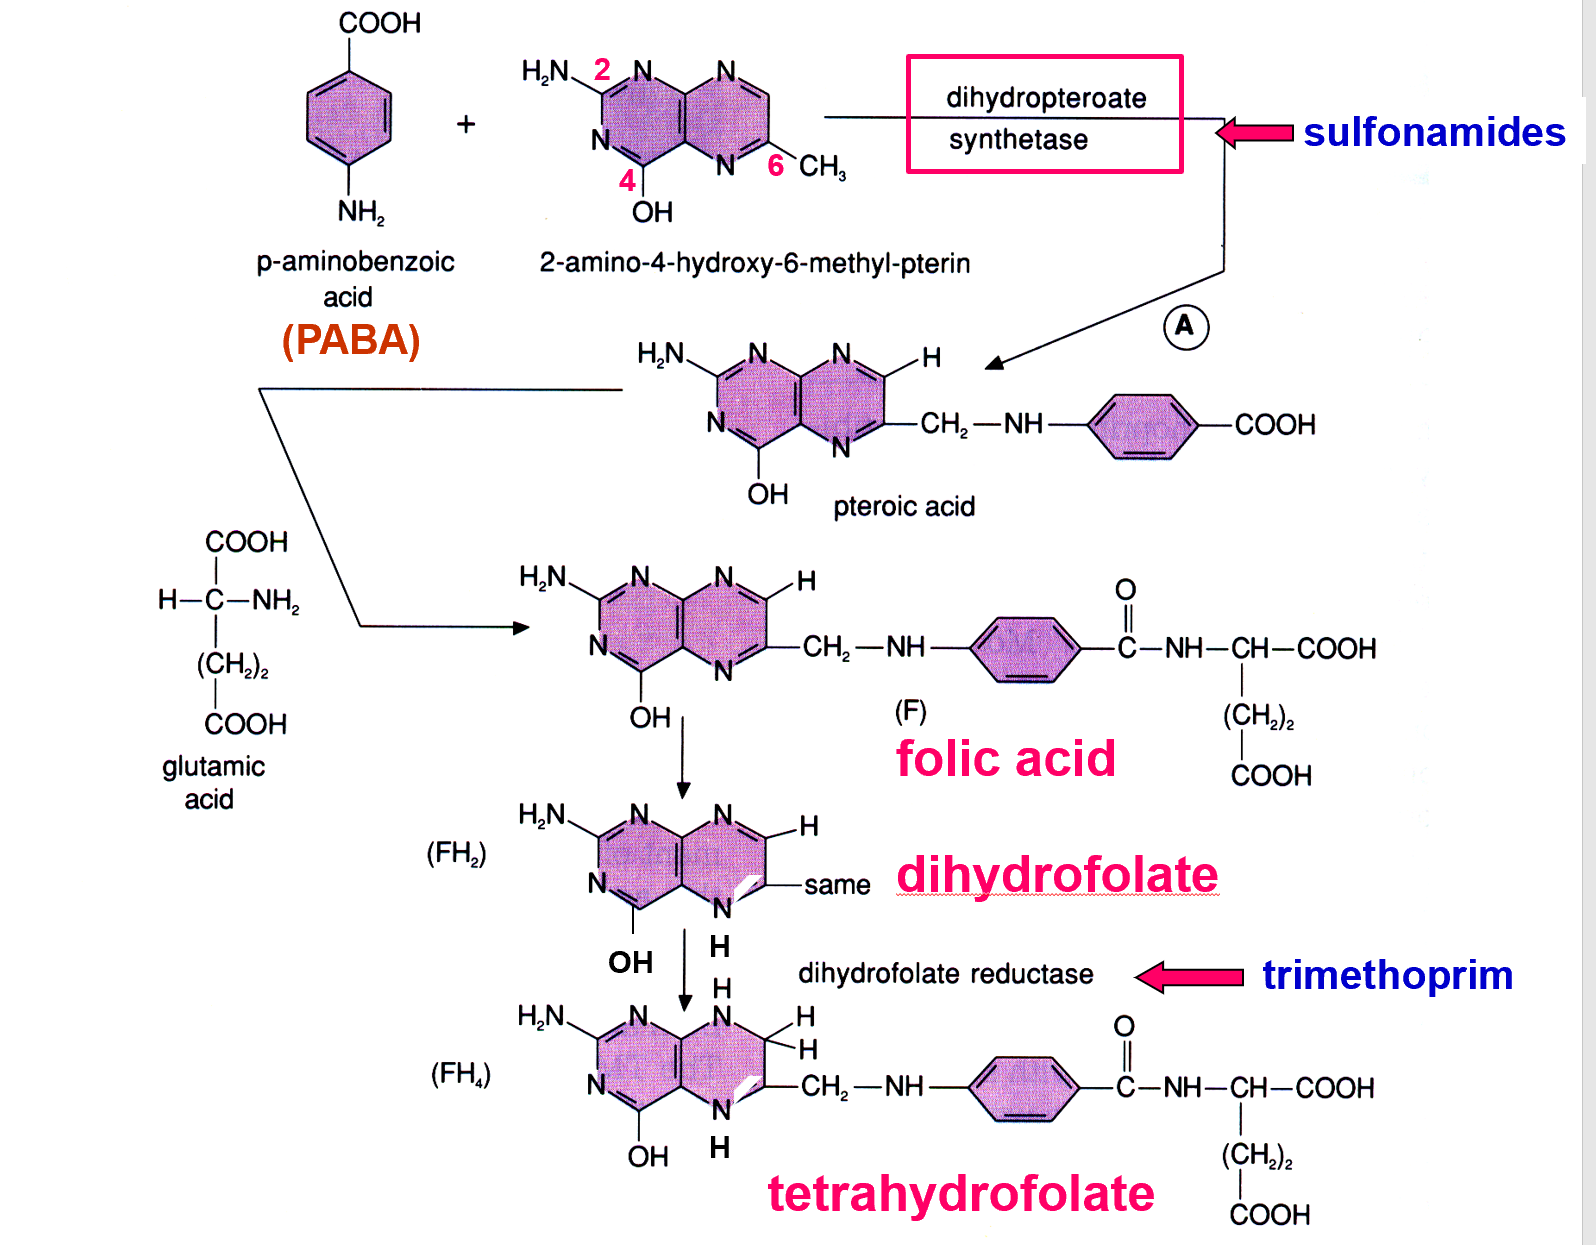 COOH
H₂N
2
N
N
dihydropteroate
synthetase
sulfonamides
+
N
N
4
6
CH₃
NH₂
OH
p-aminobenzoic
acid
(PABA)
2-amino-4-hydroxy-6-methyl-pterin
A
H₂N
N
N
H
N
N
CH₂—NH
COOH
OH
pteroic acid
COOH
H—C—NH₂
(CH₂)₂
COOH
glutamic
acid
H₂N
N
N
H
O
N
N
CH₂—NH
C—NH—CH—COOH
OH
(F)
(CH₂)₂
COOH
folic acid
(FH₂)
H₂N
N
N
H
N
N
same
dihydrofolate
OH
H
dihydrofolate reductase
trimethoprim
(FH₄)
H
H₂N
N
N
H
H
O
N
N
CH₂—NH
C—NH—CH—COOH
OH
H
(CH₂)₂
COOH
tetrahydrofolate